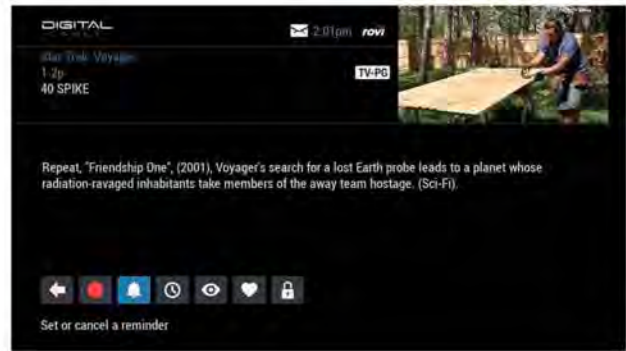 DIGITAL
2:01pm rovi
Star Trek: Voyager
1-2p
TV-PG
40 SPIKE
Repeat, "Friendship One", (2001), Voyager's search for a lost Earth probe leads to a planet whose
radiation-ravaged inhabitants take members of the away team hostage. (Sci-Fi).
Set or cancel a reminder